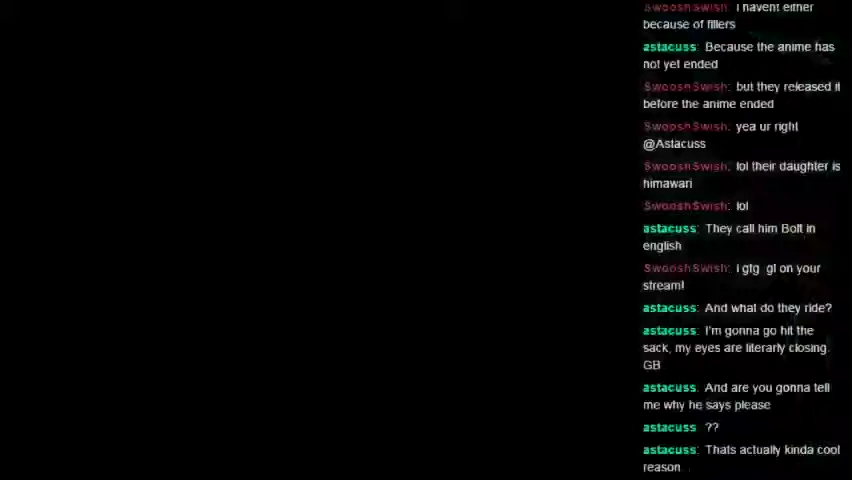 SwooshSwish: i havent either
because of fillers
astacuss: Because the anime has
not yet ended
SwooshSwish: but they released it
before the anime ended
SwooshSwish: yea ur right
@Astacuss
SwooshSwish: lol their daughter is
himawari
SwooshSwish: lol
astacuss: They call him Bolt in
english
SwooshSwish: i gtg gl on your
stream!
astacuss: And what do they ride?
astacuss: I'm gonna go hit the
sack, my eyes are literarly closing.
GB
astacuss: And are you gonna tell
me why he says please
astacuss: ??
astacuss: Thats actually kinda cool
reason...